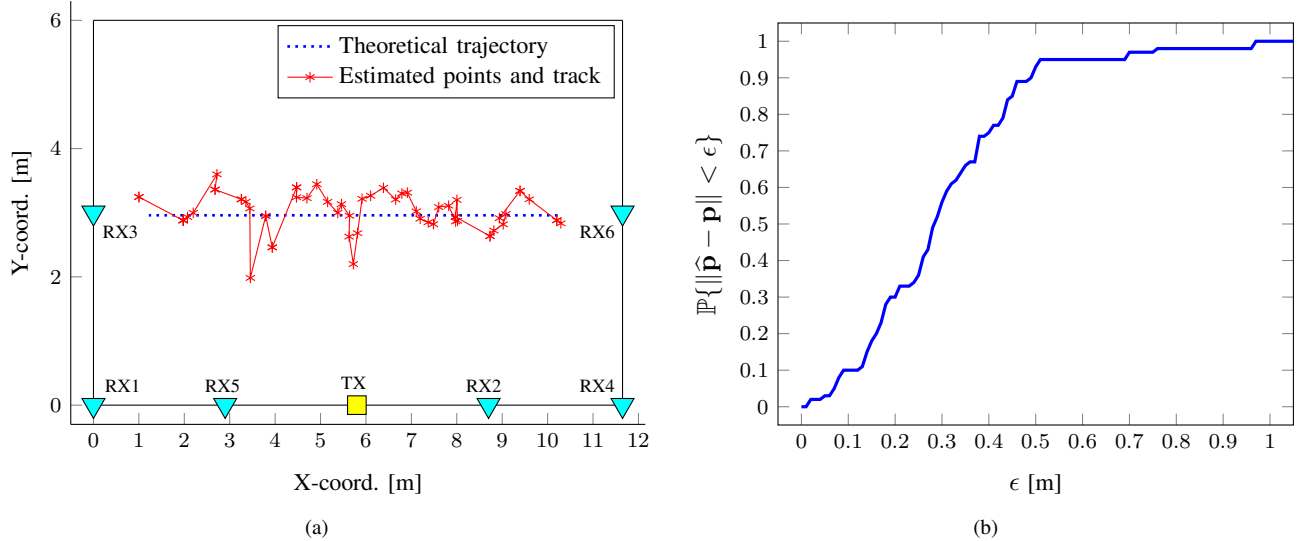 Theoretical trajectory
Estimated points and track
6
4
2
0
Y-coord. [m]
RX3
RX6
RX1
RX5
TX
RX2
RX4
0 1 2 3 4 5 6 7 8 9 10 11 12
X-coord. [m]
(a)
1
0.9
0.8
0.7
0.6
0.5
0.4
0.3
0.2
0.1
0
ℙ{‖p̂ − p‖ < ϵ}
0 0.1 0.2 0.3 0.4 0.5 0.6 0.7 0.8 0.9 1
ϵ [m]
(b)